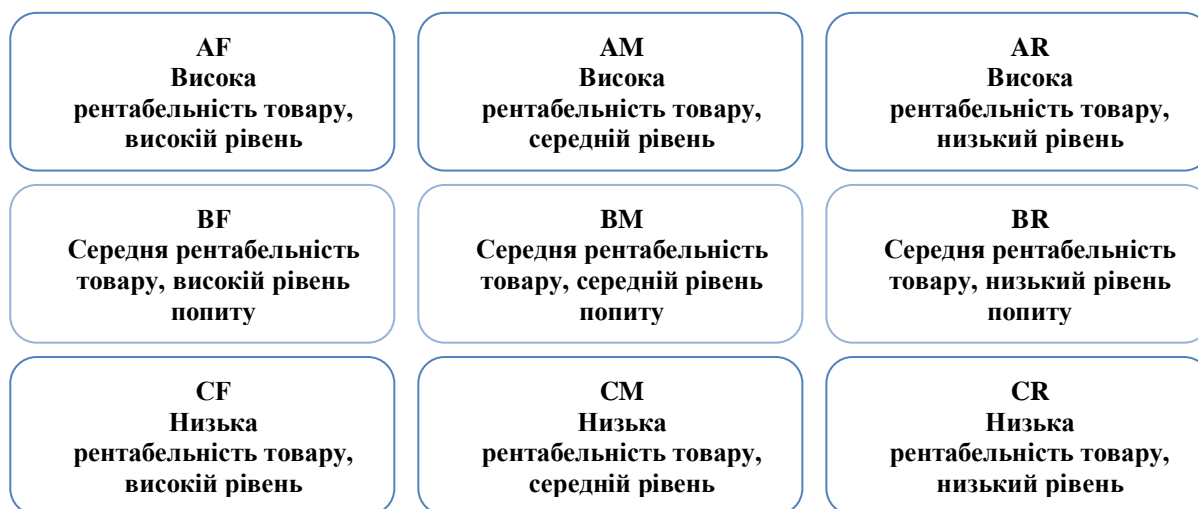 AF
Висока
рентабельність товару,
високій рівень
AM
Висока
рентабельність товару,
середній рівень
AR
Висока
рентабельність товару,
низький рівень
BF
Середня рентабельність
товару, високій рівень
попиту
BM
Середня рентабельність
товару, середній рівень
попиту
BR
Середня рентабельність
товару, низький рівень
попиту
CF
Низька
рентабельність товару,
високій рівень
CM
Низька
рентабельність товару,
середній рівень
CR
Низька
рентабельність товару,
низький рівень